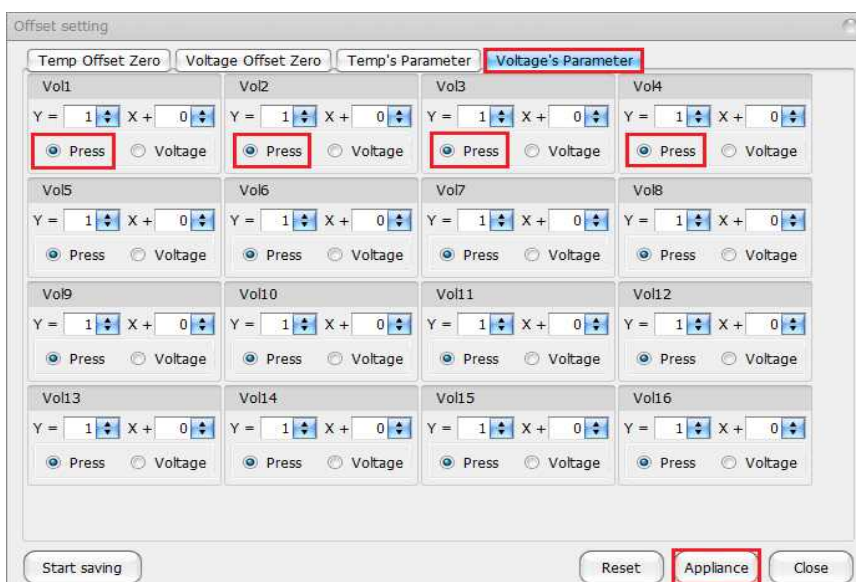 Offset setting
Temp Offset Zero Voltage Offset Zero Temp's Parameter Voltage's Parameter
Vol1 Vol2 Vol3 Vol4
Y = 1 X + 0 Y = 1 X + 0 Y = 1 X + 0 Y = 1 X + 0
Press Voltage Press Voltage Press Voltage Press Voltage
Vol5 Vol6 Vol7 Vol8
Y = 1 X + 0 Y = 1 X + 0 Y = 1 X + 0 Y = 1 X + 0
Press Voltage Press Voltage Press Voltage Press Voltage
Vol9 Vol10 Vol11 Vol12
Y = 1 X + 0 Y = 1 X + 0 Y = 1 X + 0 Y = 1 X + 0
Press Voltage Press Voltage Press Voltage Press Voltage
Vol13 Vol14 Vol15 Vol16
Y = 1 X + 0 Y = 1 X + 0 Y = 1 X + 0 Y = 1 X + 0
Press Voltage Press Voltage Press Voltage Press Voltage
Start saving Reset Appliance Close